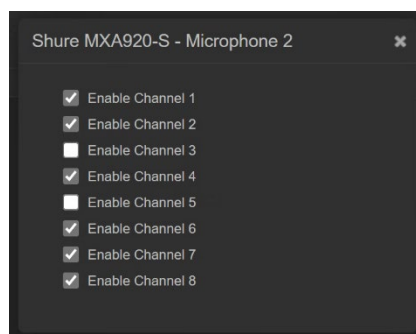 Shure MXA920-S - Microphone 2
Enable Channel 1
Enable Channel 2
Enable Channel 3
Enable Channel 4
Enable Channel 5
Enable Channel 6
Enable Channel 7
Enable Channel 8